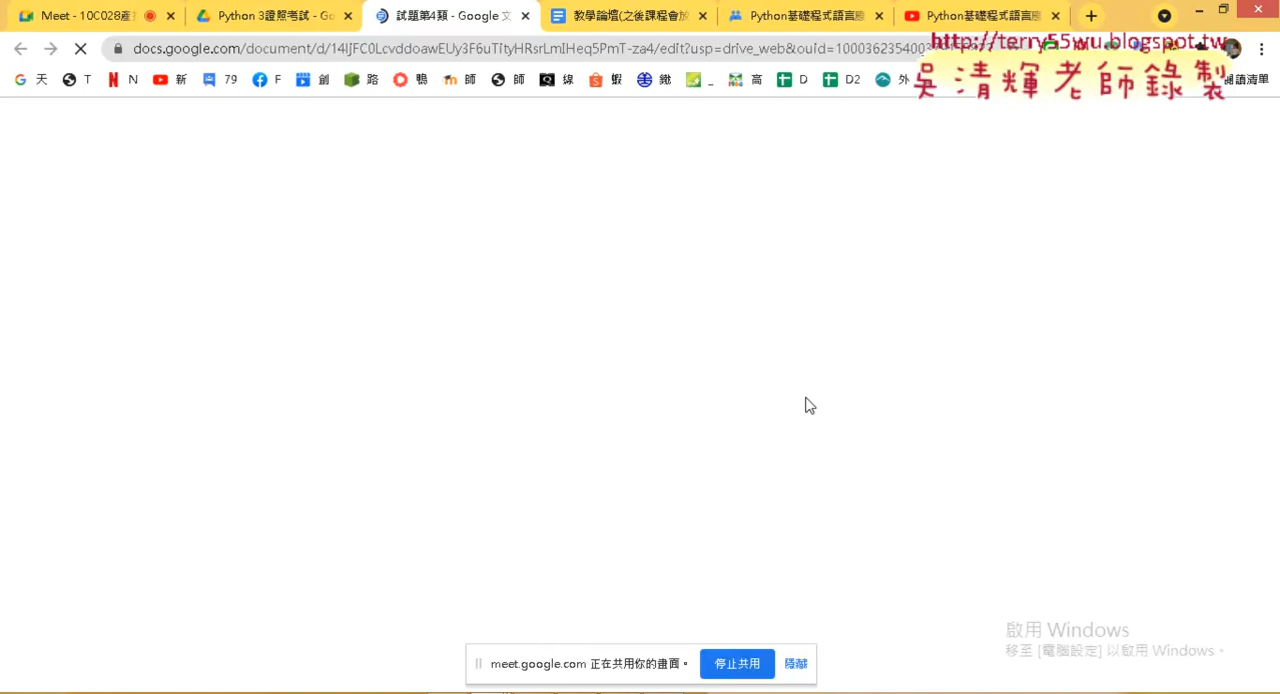 Meet - 10C028產
Python 3證照考試 - Go
試題第4類 - Google 文
教學論壇(之後課程會放
Python基礎程式語言應
Python基礎程式語言應
docs.google.com/document/d/14IJFC0LcvddoawEUy3F6uTityHRsrLmIHeq5PmT-za4/edit?usp=drive_web&ouid=1000362354003
http://terry55wu.blogspot.tw
吳清輝老師錄製
天
T
N
新
79
F
創
路
鴨
師
師
線
蝦
鐵
_
高
D
D2
外
閱讀清單
啟用 Windows
移至 [電腦設定] 以啟用 Windows。
meet.google.com 正在共用你的畫面。
停止共用
隱藏